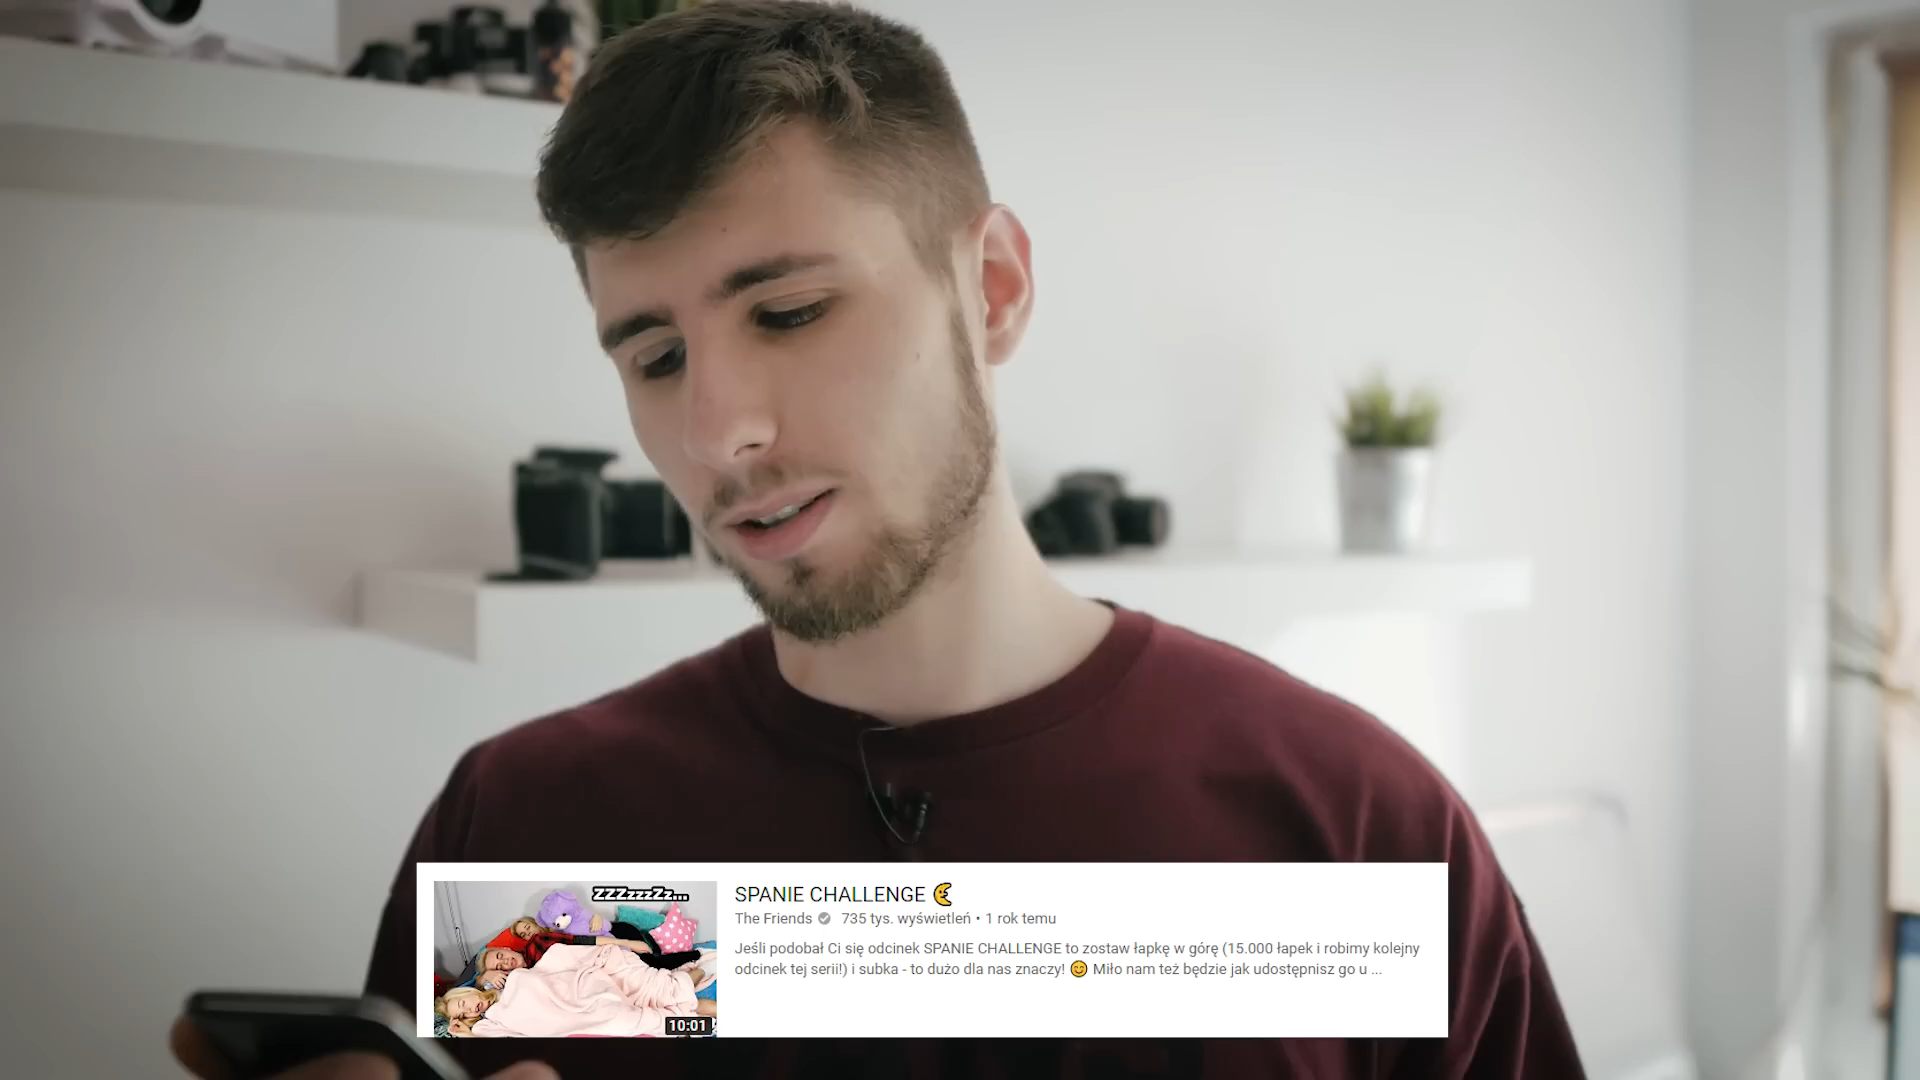 ZZZzzzZz...
SPANIE CHALLENGE
The Friends 735 tys. wyświetleń • 1 rok temu
Jeśli podobał Ci się odcinek SPANIE CHALLENGE to zostaw łapkę w górę (15.000 łapek i robimy kolejny
odcinek tej serii!) i subka - to dużo dla nas znaczy! 😊 Miło nam też będzie jak udostępnisz go u ...
10:01